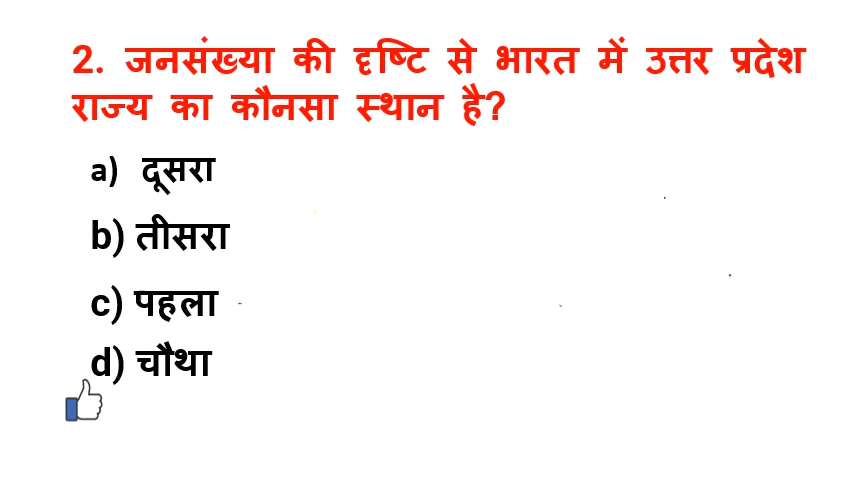 2. जनसंख्या की दृष्टि से भारत में उत्तर प्रदेश
राज्य का कौनसा स्थान है?
a) दूसरा
b) तीसरा
c) पहला
d) चौथा